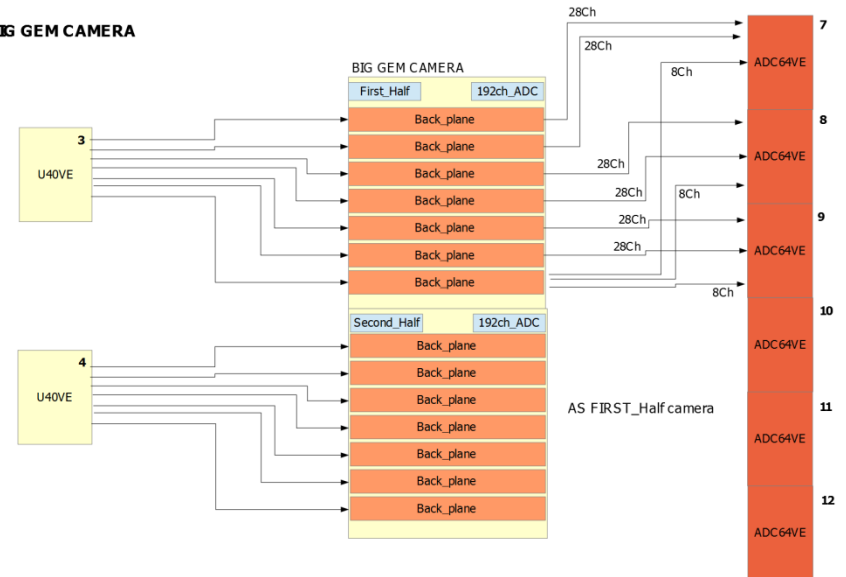 IG GEM CAMERA
28Ch
7
28Ch
BIG GEM CAMERA
ADC64VE
8Ch
First_Half
192ch_ADC
Back_plane
8
3
Back_plane
ADC64VE
U40VE
Back_plane
28Ch
Back_plane
28Ch
8Ch
Back_plane
28Ch
9
Back_plane
28Ch
ADC64VE
Back_plane
8Ch
10
Second_Half
192ch_ADC
Back_plane
ADC64VE
4
Back_plane
U40VE
Back_plane
AS FIRST_Half camera
11
Back_plane
ADC64VE
Back_plane
Back_plane
12
Back_plane
ADC64VE